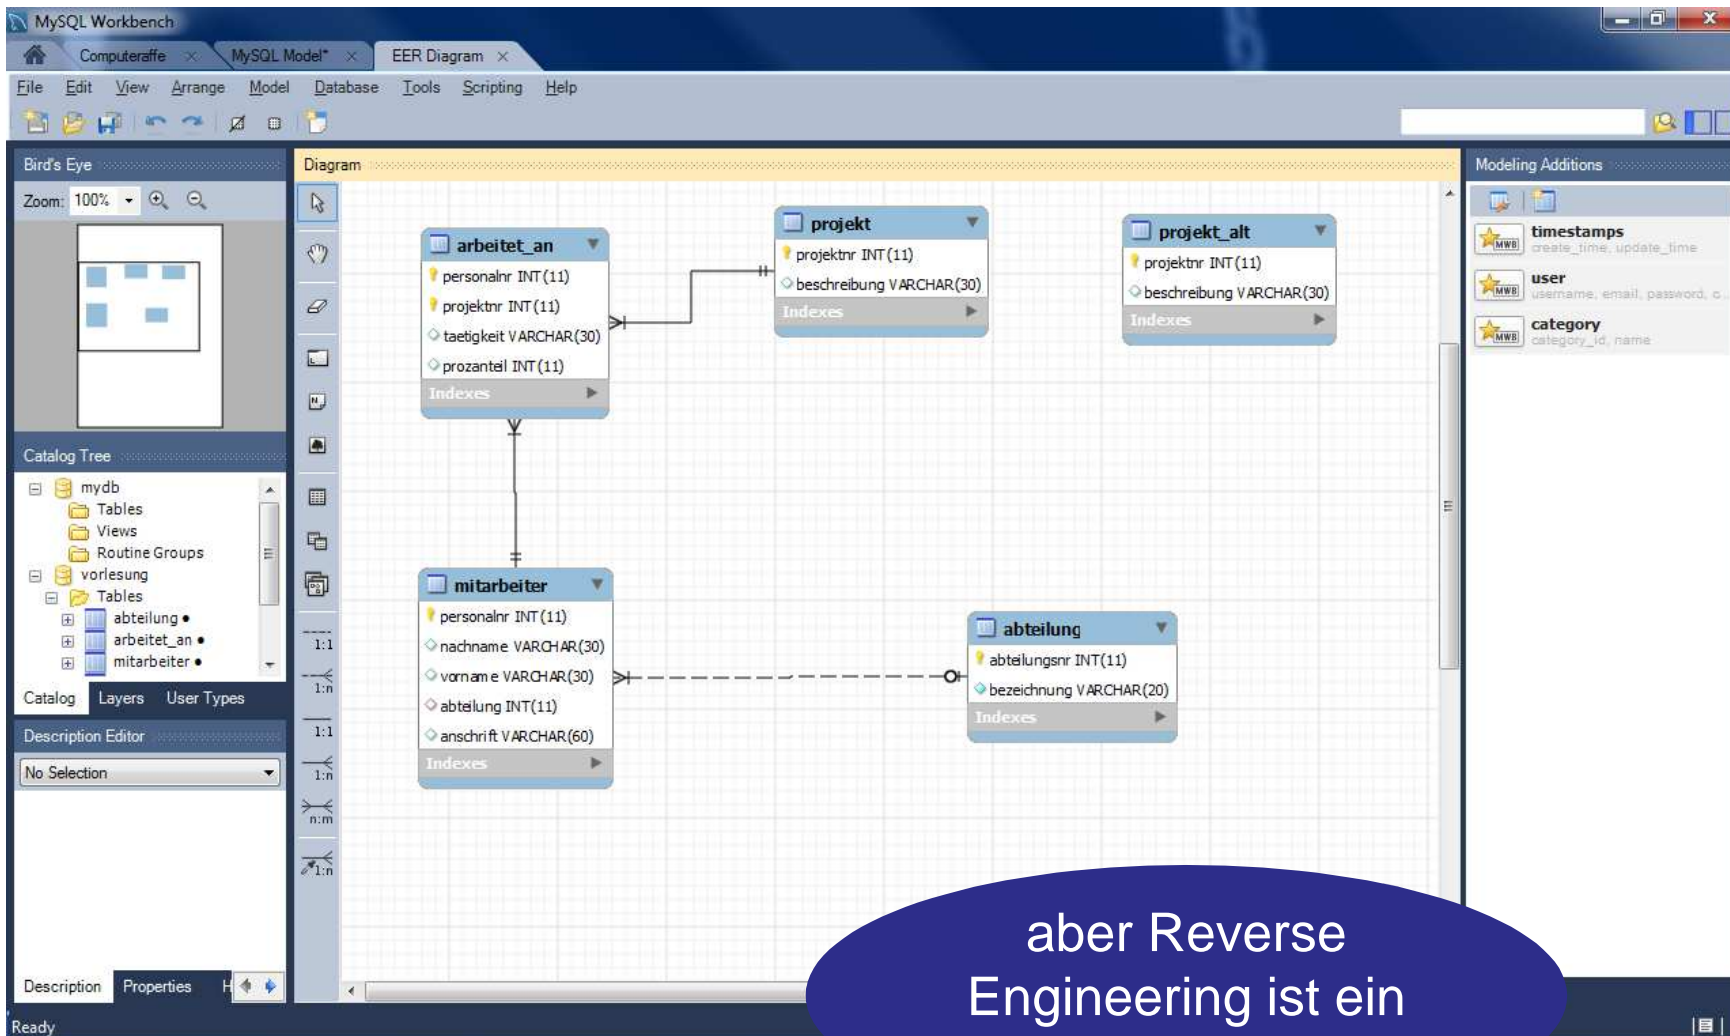 MySQL Workbench
Computeraffe
MySQL Model*
EER Diagram
File Edit View Arrange Model Database Tools Scripting Help
Bird's Eye
Zoom: 100%
Catalog Tree
mydb
Tables
Views
Routine Groups
vorlesung
Tables
abteilung
arbeitet_an
mitarbeiter
Catalog Layers User Types
Description Editor
No Selection
Description Properties H
Ready
Diagram
1:1
1:n
1:1
1:n
n:m
1:n
arbeitet_an
personalnr INT(11)
projektnr INT(11)
taetigkeit VARCHAR(30)
prozanteil INT(11)
Indexes
projekt
projektnr INT(11)
beschreibung VARCHAR(30)
Indexes
projekt_alt
projektnr INT(11)
beschreibung VARCHAR(30)
Indexes
mitarbeiter
personalnr INT(11)
nachname VARCHAR(30)
vorname VARCHAR(30)
abteilung INT(11)
anschrift VARCHAR(60)
Indexes
abteilung
abteilungsnr INT(11)
bezeichnung VARCHAR(20)
Indexes
Modeling Additions
MWB
timestamps
create_time, update_time
MWB
user
username, email, password, c...
MWB
category
category_id, name
aber Reverse
Engineering ist ein